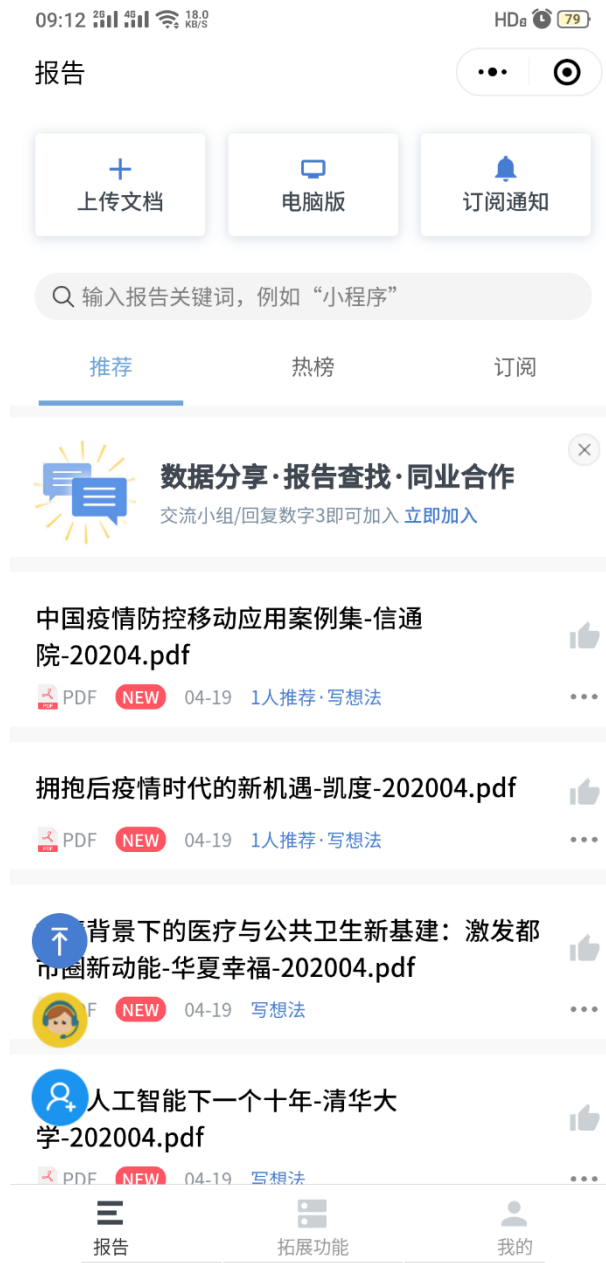 09:12 2G 4G 18.0 KB/S HD 79
报告
上传文档 电脑版 订阅通知
输入报告关键词，例如“小程序”
推荐 热榜 订阅
数据分享·报告查找·同业合作
交流小组/回复数字3即可加入 立即加入
中国疫情防控移动应用案例集-信通
院-20204.pdf
PDF NEW 04-19 1人推荐·写想法
拥抱后疫情时代的新机遇-凯度-202004.pdf
PDF NEW 04-19 1人推荐·写想法
背景下的医疗与公共卫生新基建：激发都
市圈新动能-华夏幸福-202004.pdf
F NEW 04-19 写想法
人工智能下一个十年-清华大
学-202004.pdf
PDF NEW 04-19 写想法
报告 拓展功能 我的